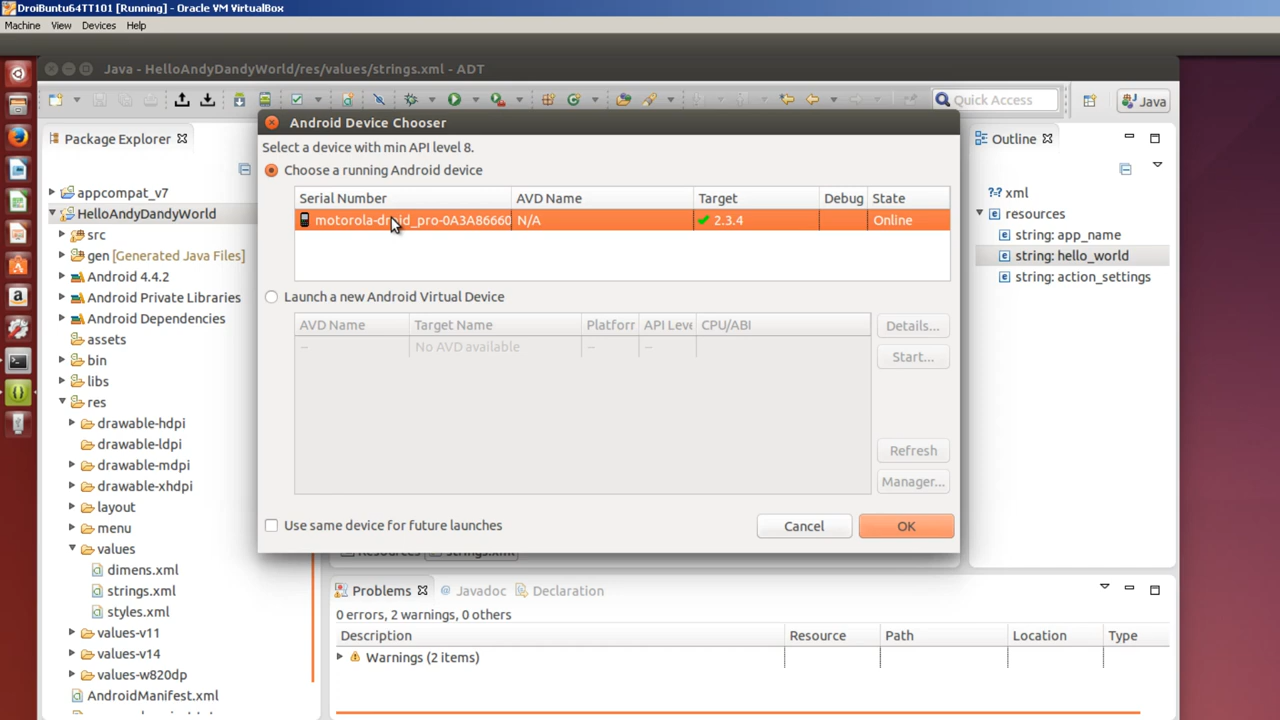 DroiBuntu64TT101 [Running] - Oracle VM VirtualBox
Machine View Devices Help
Java - HelloAndyDandyWorld/res/values/strings.xml - ADT
Quick Access
Java
Package Explorer
appcompat_v7
HelloAndyDandyWorld
src
gen [Generated Java Files]
Android 4.4.2
Android Private Libraries
Android Dependencies
assets
bin
libs
res
drawable-hdpi
drawable-ldpi
drawable-mdpi
drawable-xhdpi
layout
menu
values
dimens.xml
strings.xml
styles.xml
values-v11
values-v14
values-w820dp
AndroidManifest.xml
Android Device Chooser
Select a device with min API level 8.
Choose a running Android device
Serial Number AVD Name Target Debug State
motorola-droid_pro-0A3A86660 N/A 2.3.4 Online
Launch a new Android Virtual Device
AVD Name Target Name Platforr API Leve CPU/ABI
-- No AVD available -- --
Details...
Start...
Refresh
Manager...
Use same device for future launches
Cancel OK
Resources strings.xml
Outline
xml
resources
string: app_name
string: hello_world
string: action_settings
Problems @ Javadoc Declaration
0 errors, 2 warnings, 0 others
Description Resource Path Location Type
Warnings (2 items)